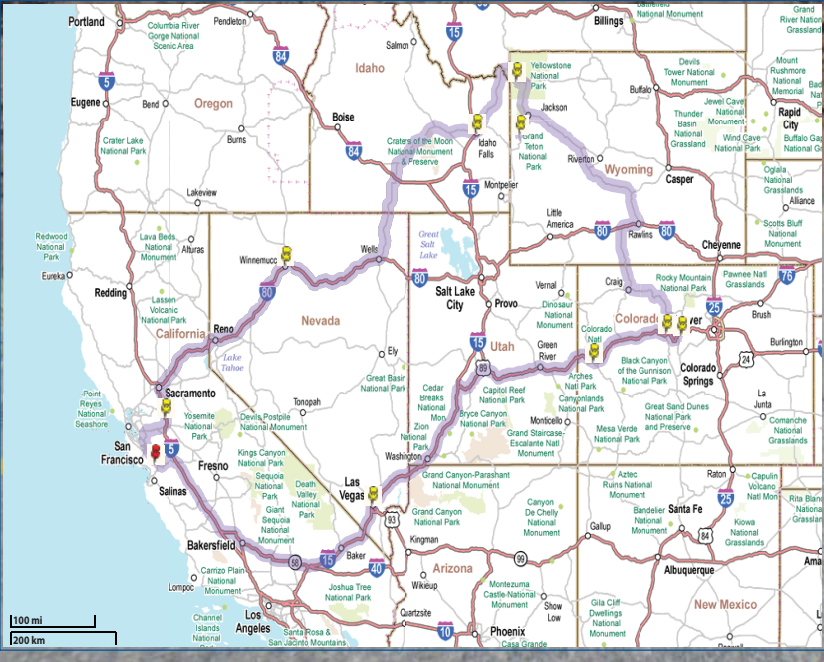 Portland
Pendleton
Columbia River
Gorge National
Scenic Area
84
15
Salmon
Billings
Battlefield
National Monument
Grand
River National
Grassland
Idaho
Yellowstone
National
Park
Devils
Tower National
Monument
Mount
Rushmore
National
Memorial
5
Eugene
Bend
Oregon
Boise
Buffalo
Jewel Cave
National
Monument
Rapid
City
Jackson
Thunder
Basin
National
Grassland
Wind Cave
National Park
Burns
Crater Lake
National Park
84
Craters of the Moon
National Monument
& Preserve
Idaho
Falls
Grand
Teton
National
Park
Riverton
Wyoming
Casper
Oglala
National
Grasslands
Alliance
15
Montpelier
Lakeview
Scotts Bluff
National
Monument
Redwood
National
Park
Lava Beds
National
Monument
Alturas
Great
Salt
Lake
Little
America
80
Rawlins
80
Cheyenne
Eureka
Winnemucc
Wells
80
Redding
Lassen
Volcanic
National Park
80
Salt Lake
City
Vernal
Craig
Rocky Mountain
National Park
Pawnee Natl
Grasslands
76
Provo
Dinosaur
National
Monument
25
Brush
California
Reno
Nevada
Colorad
ver
Lake
Tahoe
15
Utah
Green
River
Colorado
Natl
Burlington
Ely
89
Black Canyon
of the Gunnison
National Park
Colorado
Springs
24
Sacramento
Great Basin
National Park
Arches
Natl Park
Canyonlands
Natl Park
Point
Reyes
National
Seashore
Yosemite
National
Park
Tonopah
Devils Postpile
National Monument
Cedar
Breaks
National
Mon
Capitol Reef
National Park
Bryce Canyon
National Park
Monticello
Great Sand Dunes
National Park
and Preserve
La
Junta
Comanche
National
Grasslands
San
Francisco
5
Fresno
Kings Canyon
National Park
Sequoia
National
Park
Zion
National
Park
Washington
Grand Staircase-
Escalante Natl
Monument
Mesa Verde
National Park
Salinas
Las
Vegas
Death
Valley
National
Park
Grand Canyon-Parashant
National Monument
Aztec
Ruins National
Monument
Raton
Capulin
Volcano
Natl Mon
Giant
Sequoia
National
Monument
93
Grand Canyon
National Park
Canyon
De Chelly
National
Monument
Bandelier
National
Monument
Santa Fe
25
Kiowa
National
Grasslands
Rita Blanca
National
Grasslands
Bakersfield
Baker
Kingman
Gallup
84
58
15
40
99
Carrizo Plain
National
Monument
Arizona
Albuquerque
Ama
Lompoc
Joshua Tree
National Park
Wikieup
Montezuma
Castle National
Monument
Show
Low
Gila Cliff
Dwellings
National
Monument
New Mexico
Channel
Islands
National
Los
Angeles
Quartzsite
100 mi
200 km
Santa Rosa &
San Jacinto Mountains
10
Phoenix
Casa Grande
Roswell